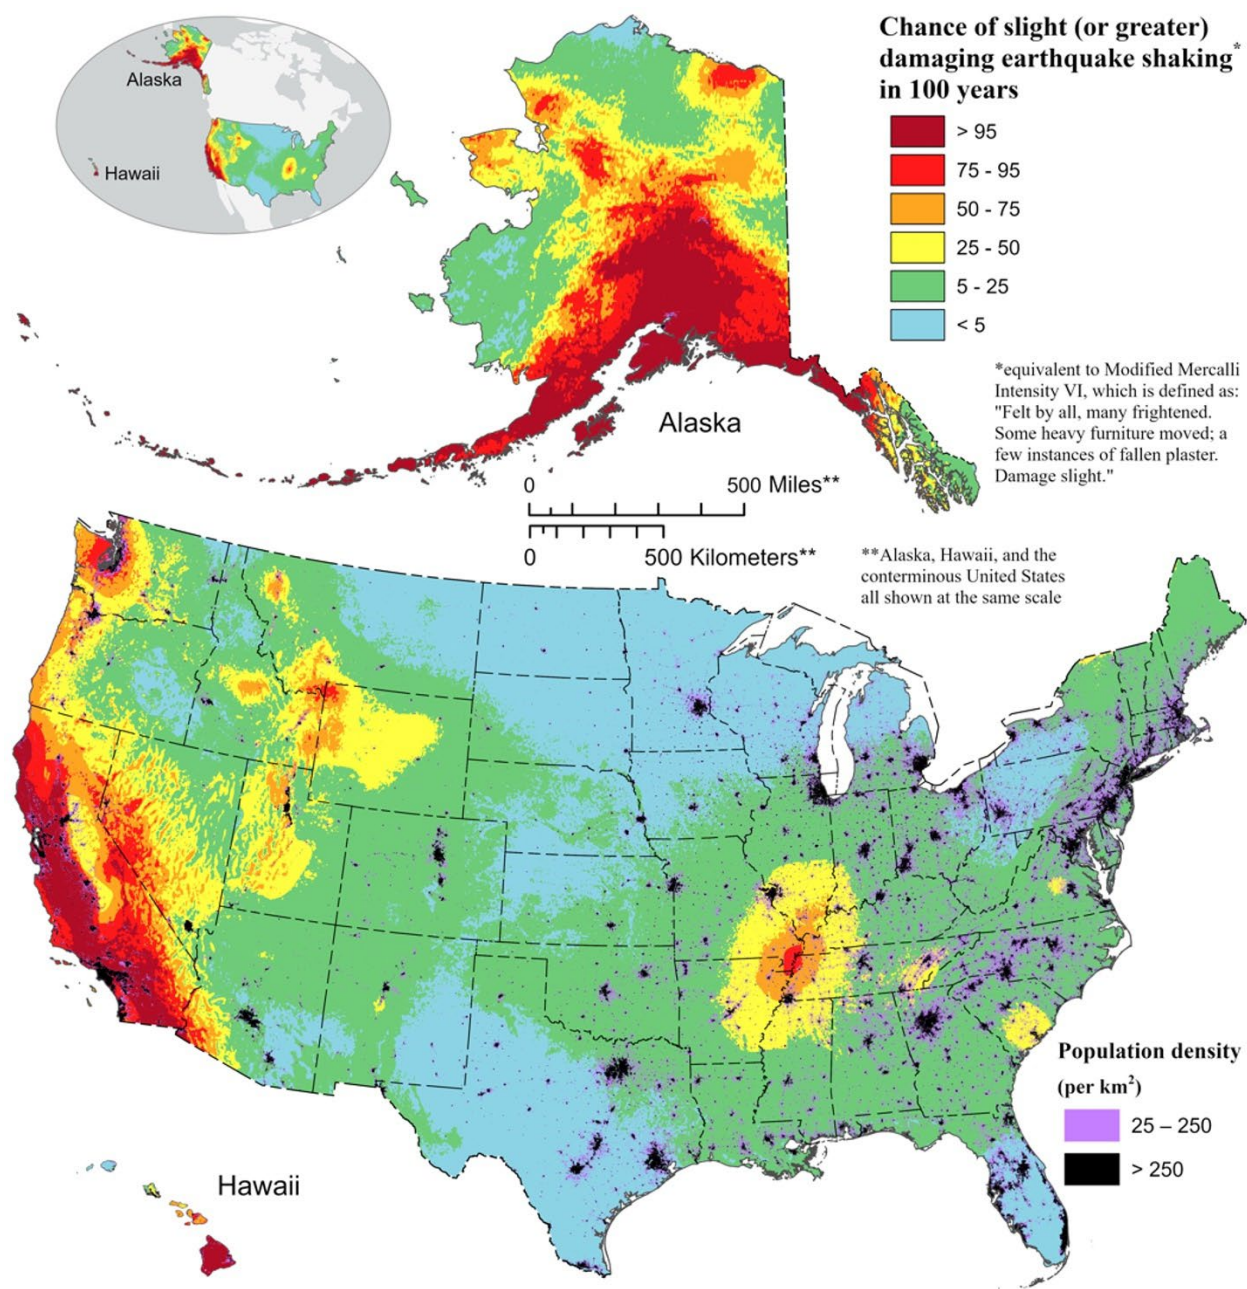 Alaska
Hawaii
Chance of slight (or greater)
damaging earthquake shaking*
in 100 years
> 95
75 - 95
50 - 75
25 - 50
5 - 25
< 5
*equivalent to Modified Mercalli
Intensity VI, which is defined as:
"Felt by all, many frightened.
Some heavy furniture moved; a
few instances of fallen plaster.
Damage slight."
Alaska
0 500 Miles**
0 500 Kilometers**
**Alaska, Hawaii, and the
conterminous United States
all shown at the same scale
Population density
(per km²)
25 – 250
> 250
Hawaii